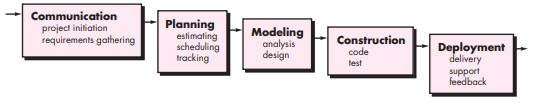 Communication
project initiation
requirements gathering
Planning
estimating
scheduling
tracking
Modeling
analysis
design
Construction
code
test
Deployment
delivery
support
feedback